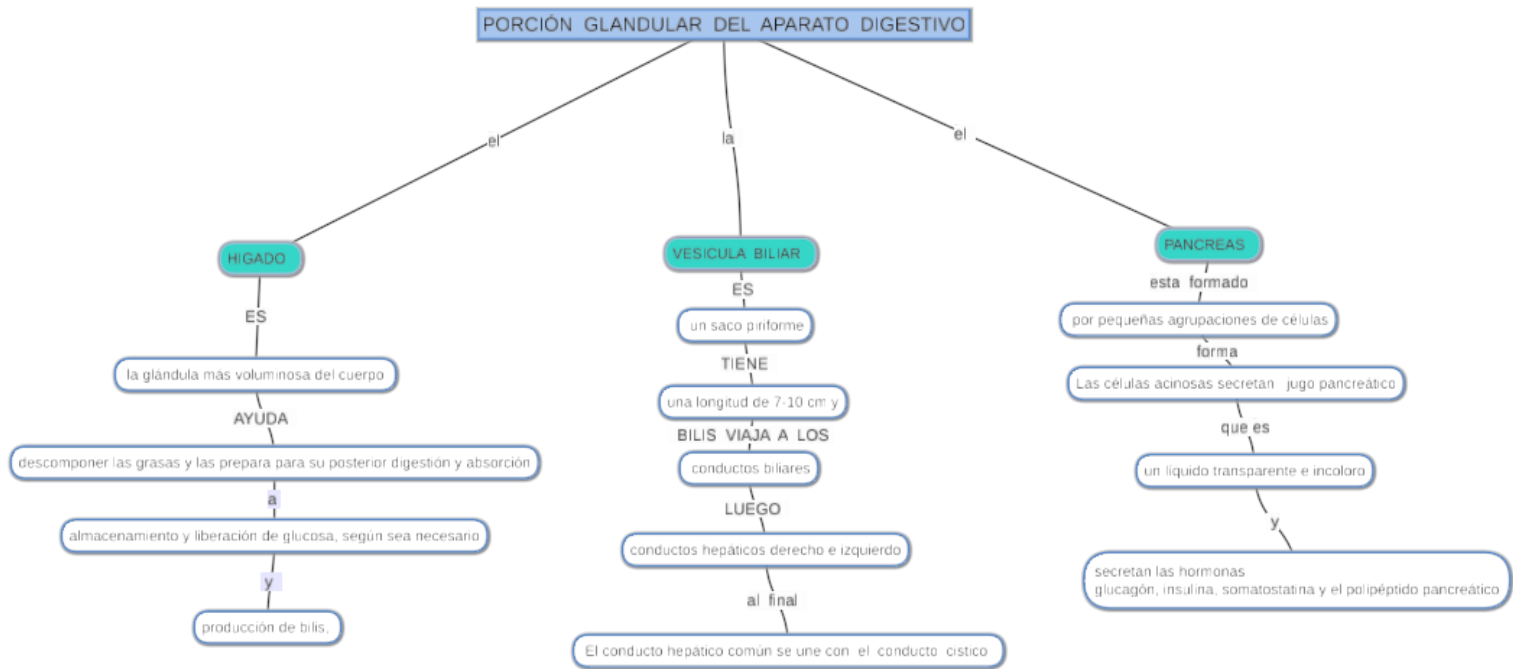 PORCIÓN GLANDULAR DEL APARATO DIGESTIVO
el
HIGADO
ES
la glándula más voluminosa del cuerpo
AYUDA
descomponer las grasas y las prepara para su posterior digestión y absorción
a
almacenamiento y liberación de glucosa, según sea necesario
y
producción de bilis,
la
VESICULA BILIAR
ES
un saco piriforme
TIENE
una longitud de 7-10 cm y
BILIS VIAJA A LOS
conductos biliares
LUEGO
conductos hepáticos derecho e izquierdo
al final
El conducto hepático común se une con el conducto cistico
el
PANCREAS
esta formado
por pequeñas agrupaciones de células
forma
Las células acinosas secretan jugo pancreático
que es
un líquido transparente e incoloro
y
secretan las hormonas
glucagón, insulina, somatostatina y el polipéptido pancreático